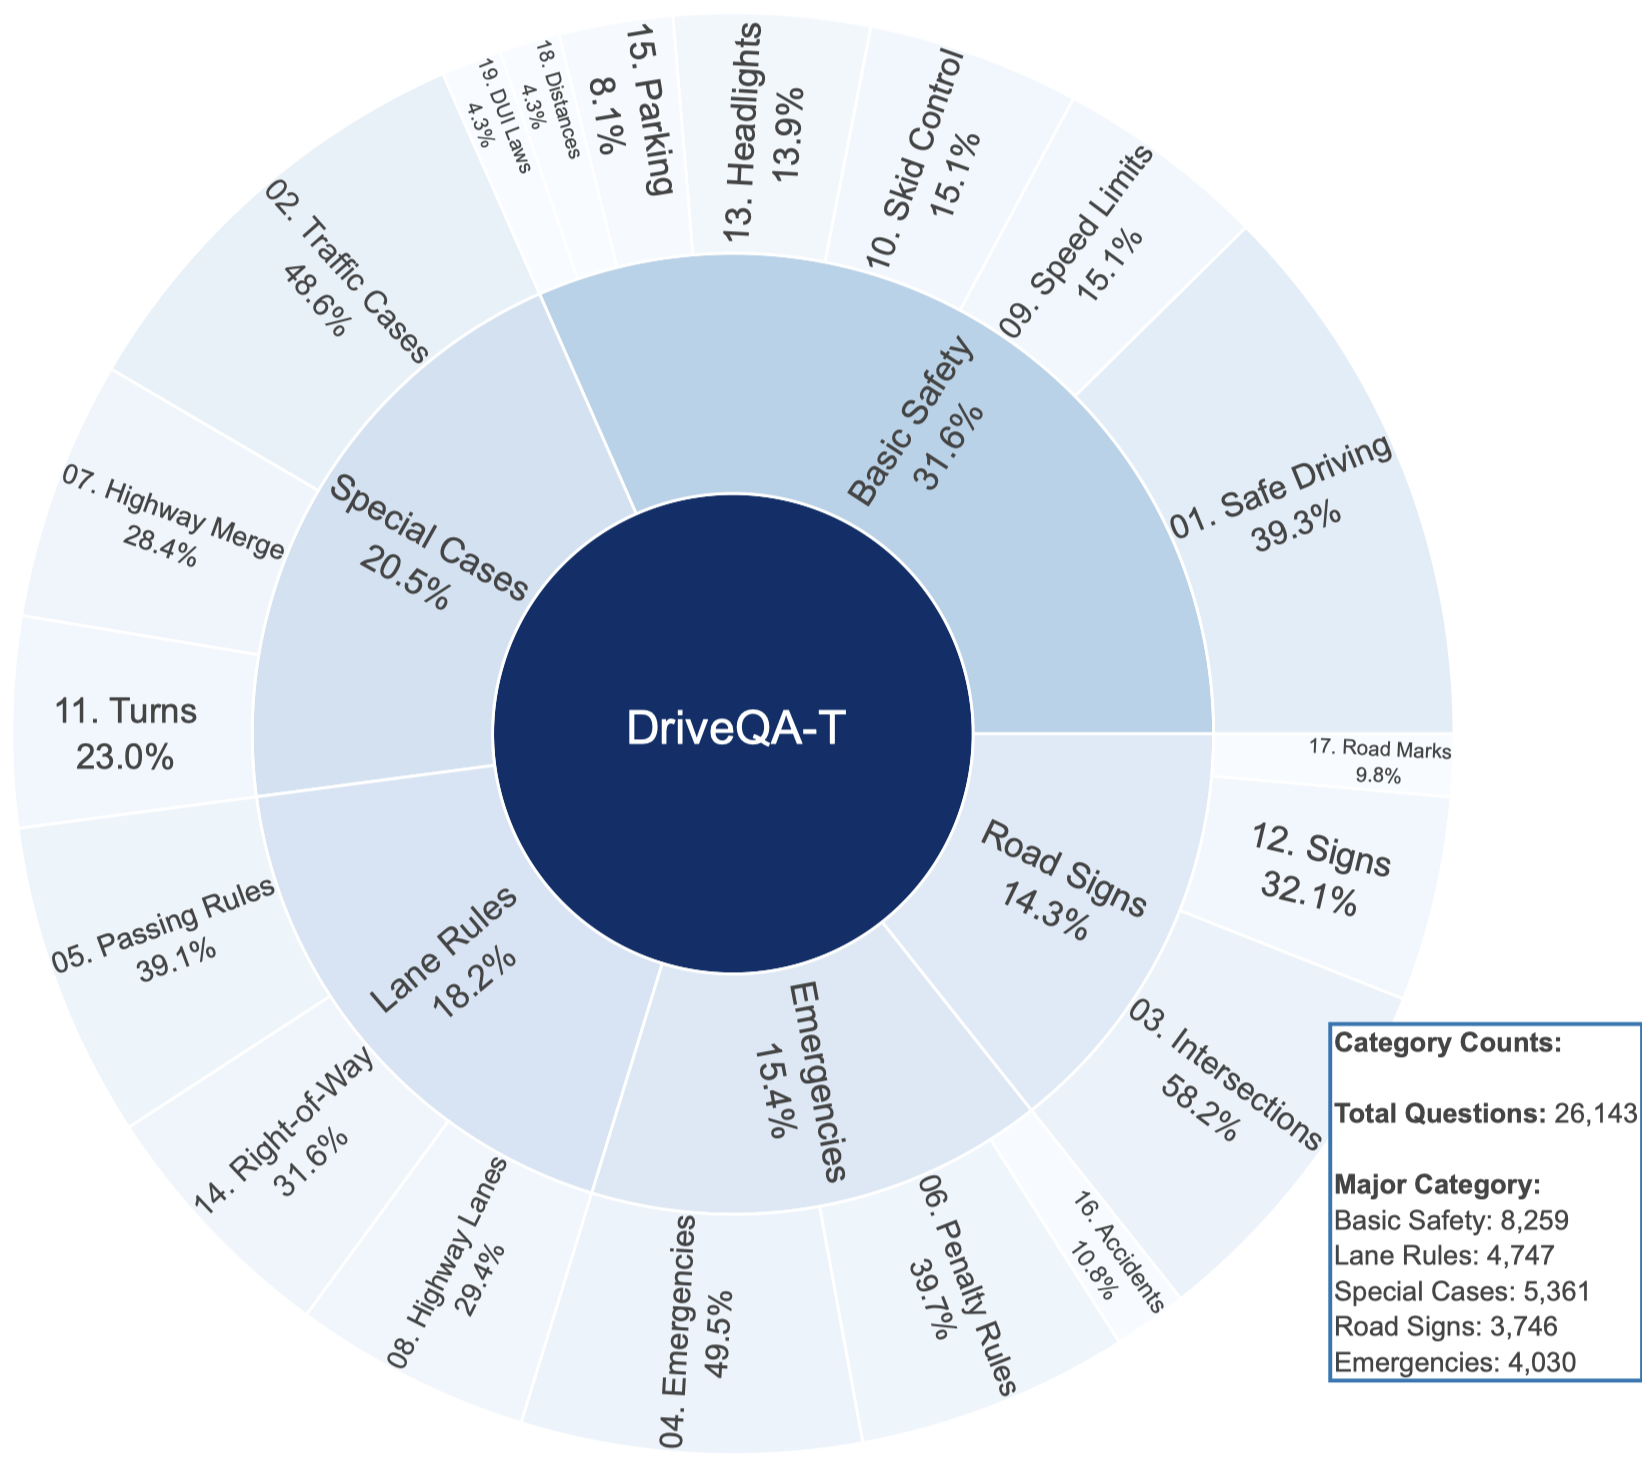 DriveQA-T
Basic Safety
31.6%
01. Safe Driving
39.3%
09. Speed Limits
15.1%
10. Skid Control
15.1%
13. Headlights
13.9%
15. Parking
8.1%
18. Distances
4.3%
19. DUI Laws
4.3%
Special Cases
20.5%
02. Traffic Cases
48.6%
07. Highway Merge
28.4%
11. Turns
23.0%
Lane Rules
18.2%
05. Passing Rules
39.1%
14. Right-of-Way
31.6%
08. Highway Lanes
29.4%
Emergencies
15.4%
04. Emergencies
49.5%
06. Penalty Rules
39.7%
16. Accidents
10.8%
Road Signs
14.3%
03. Intersections
58.2%
12. Signs
32.1%
17. Road Marks
9.8%
Category Counts:
Total Questions: 26,143
Major Category:
Basic Safety: 8,259
Lane Rules: 4,747
Special Cases: 5,361
Road Signs: 3,746
Emergencies: 4,030